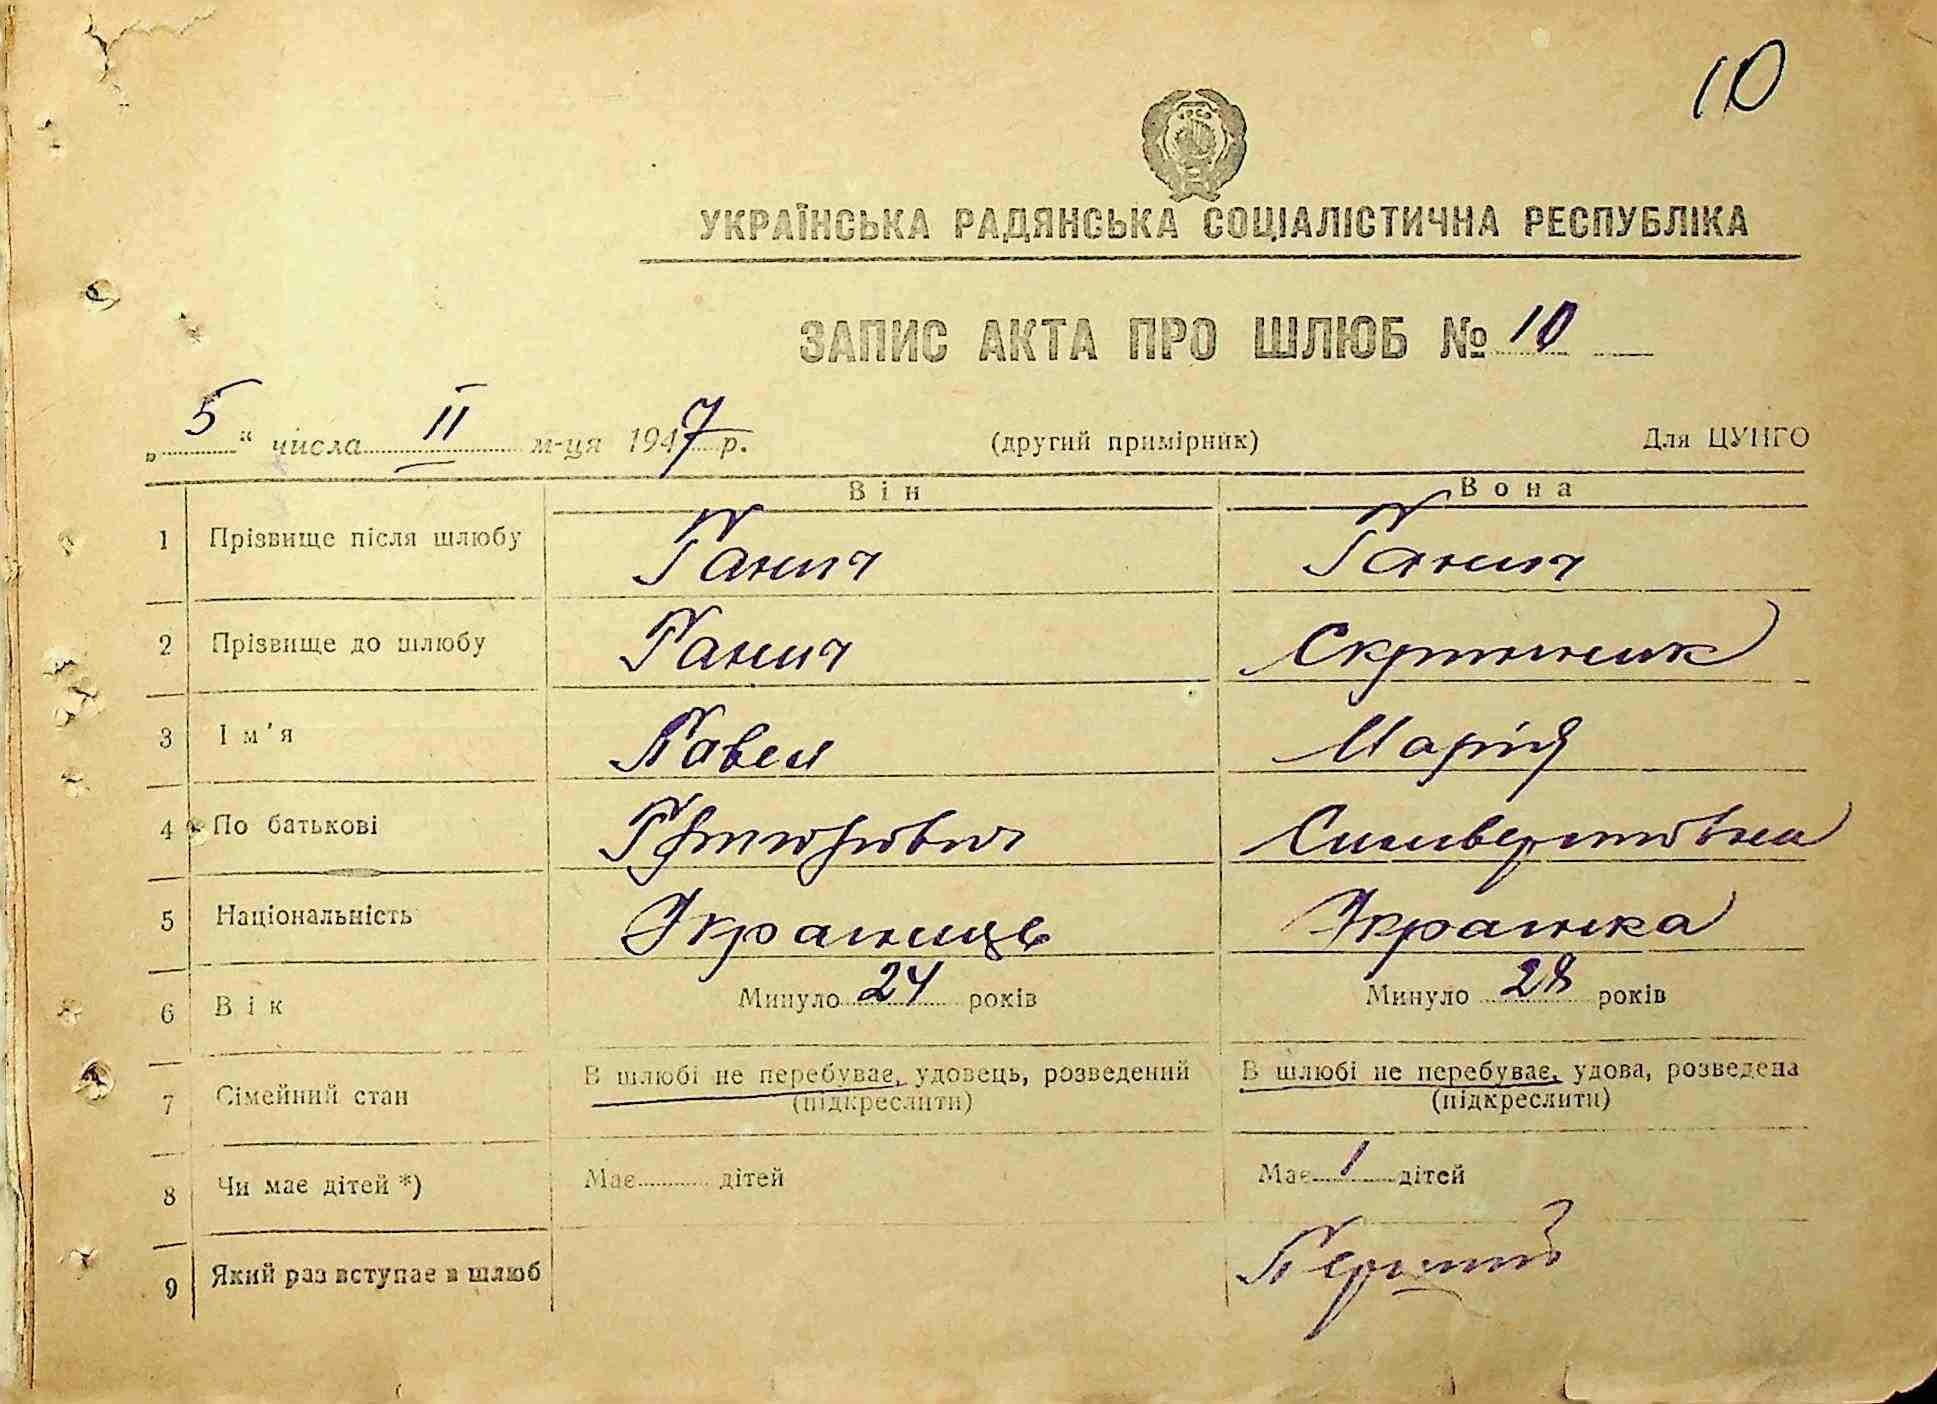 10
УКРАЇНСЬКА РАДЯНСЬКА СОЦІАЛІСТИЧНА РЕСПУБЛІКА
ЗАПИС АКТА ПРО ШЛЮБ № 10
„5“ числа II м-ця 1947 р. (другий примірник) Для ЦУНГО
Він Вона
1 Прізвище після шлюбу Ганич Ганич
2 Прізвище до шлюбу Ганич Скрипник
3 Ім'я Павел Марія
4 По батькові Григорович Сильвестровна
5 Національність Українець Українка
6 Вік Минуло 24 років Минуло 28 років
7 Сімейний стан В шлюбі не перебуває, удовець, розведений В шлюбі не перебуває, удова, розведена
(підкреслити) (підкреслити)
8 Чи має дітей *) Має дітей Має 1 дітей
9 Який раз вступає в шлюб Перший